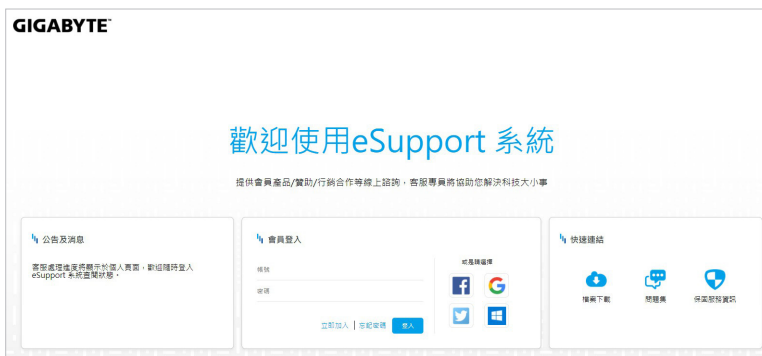 GIGABYTE™
歡迎使用eSupport 系統
提供會員產品/贊助/行銷合作等線上諮詢，客服專員將協助您解決科技大小事
公告及消息
客服處理進度將顯示於個人頁面，歡迎隨時登入
eSupport 系統查閱狀態。
會員登入
帳號
密碼
立即加入 | 忘記密碼 登入
或是請選擇
快速連結
檔案下載 問題集 保固服務資訊